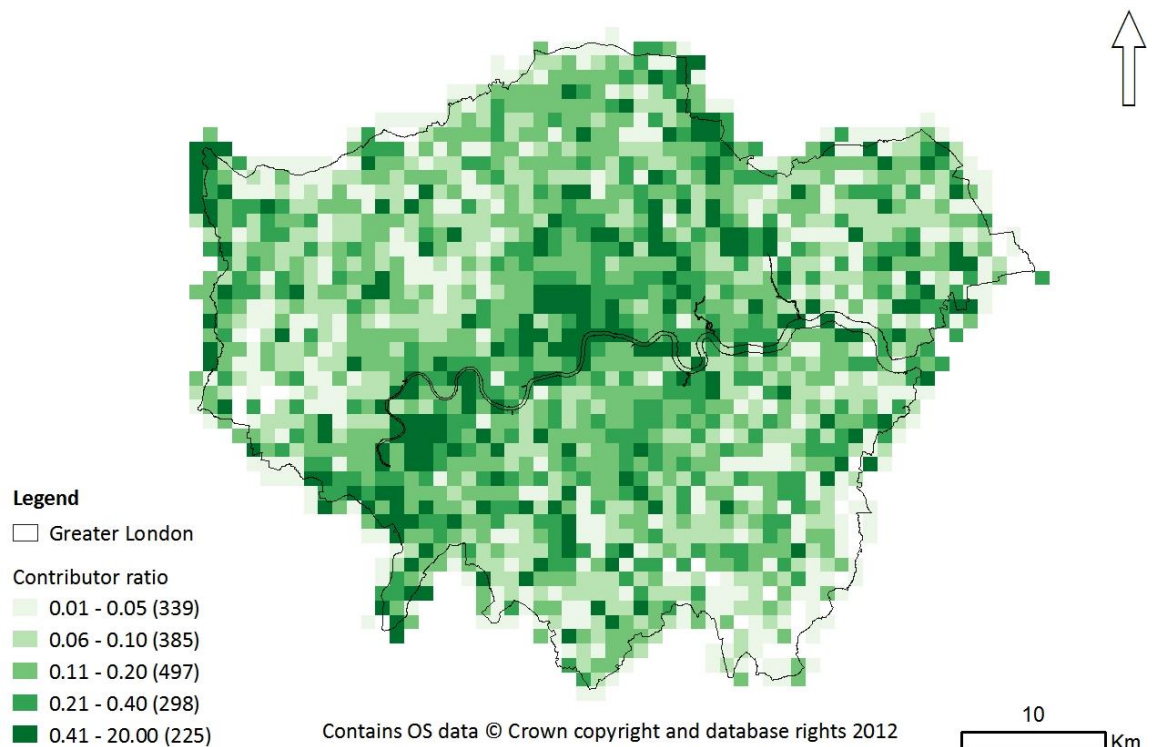 Legend
Greater London
Contributor ratio
0.01 - 0.05 (339)
0.06 - 0.10 (385)
0.11 - 0.20 (497)
0.21 - 0.40 (298)
0.41 - 20.00 (225)
Contains OS data © Crown copyright and database rights 2012
10
Km